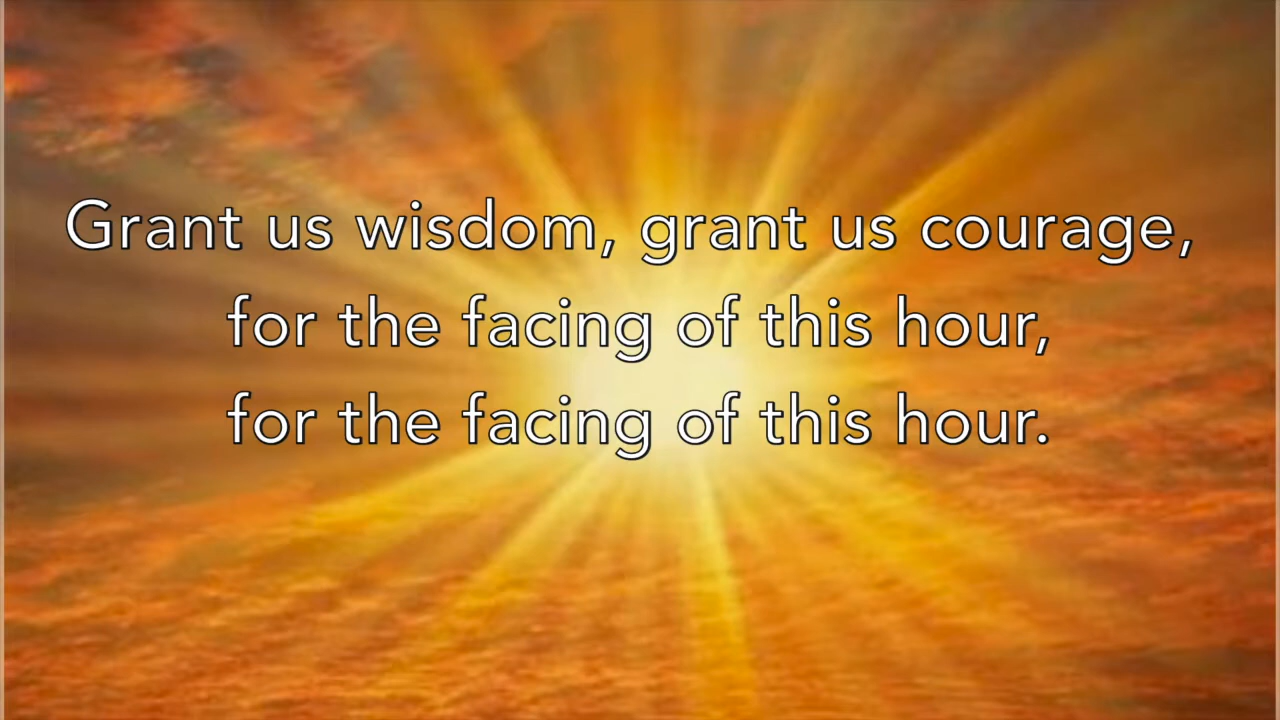 Grant us wisdom, grant us courage,
for the facing of this hour,
for the facing of this hour.